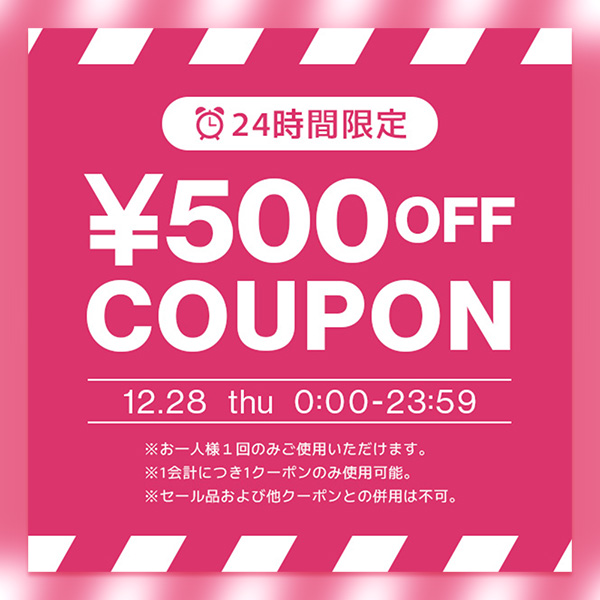 24時間限定
¥500OFF
COUPON
12.28 thu 0:00-23:59
※お一人様1回のみご使用いただけます。
※1会計につき1クーポンのみ使用可能。
※セール品および他クーポンとの併用は不可。